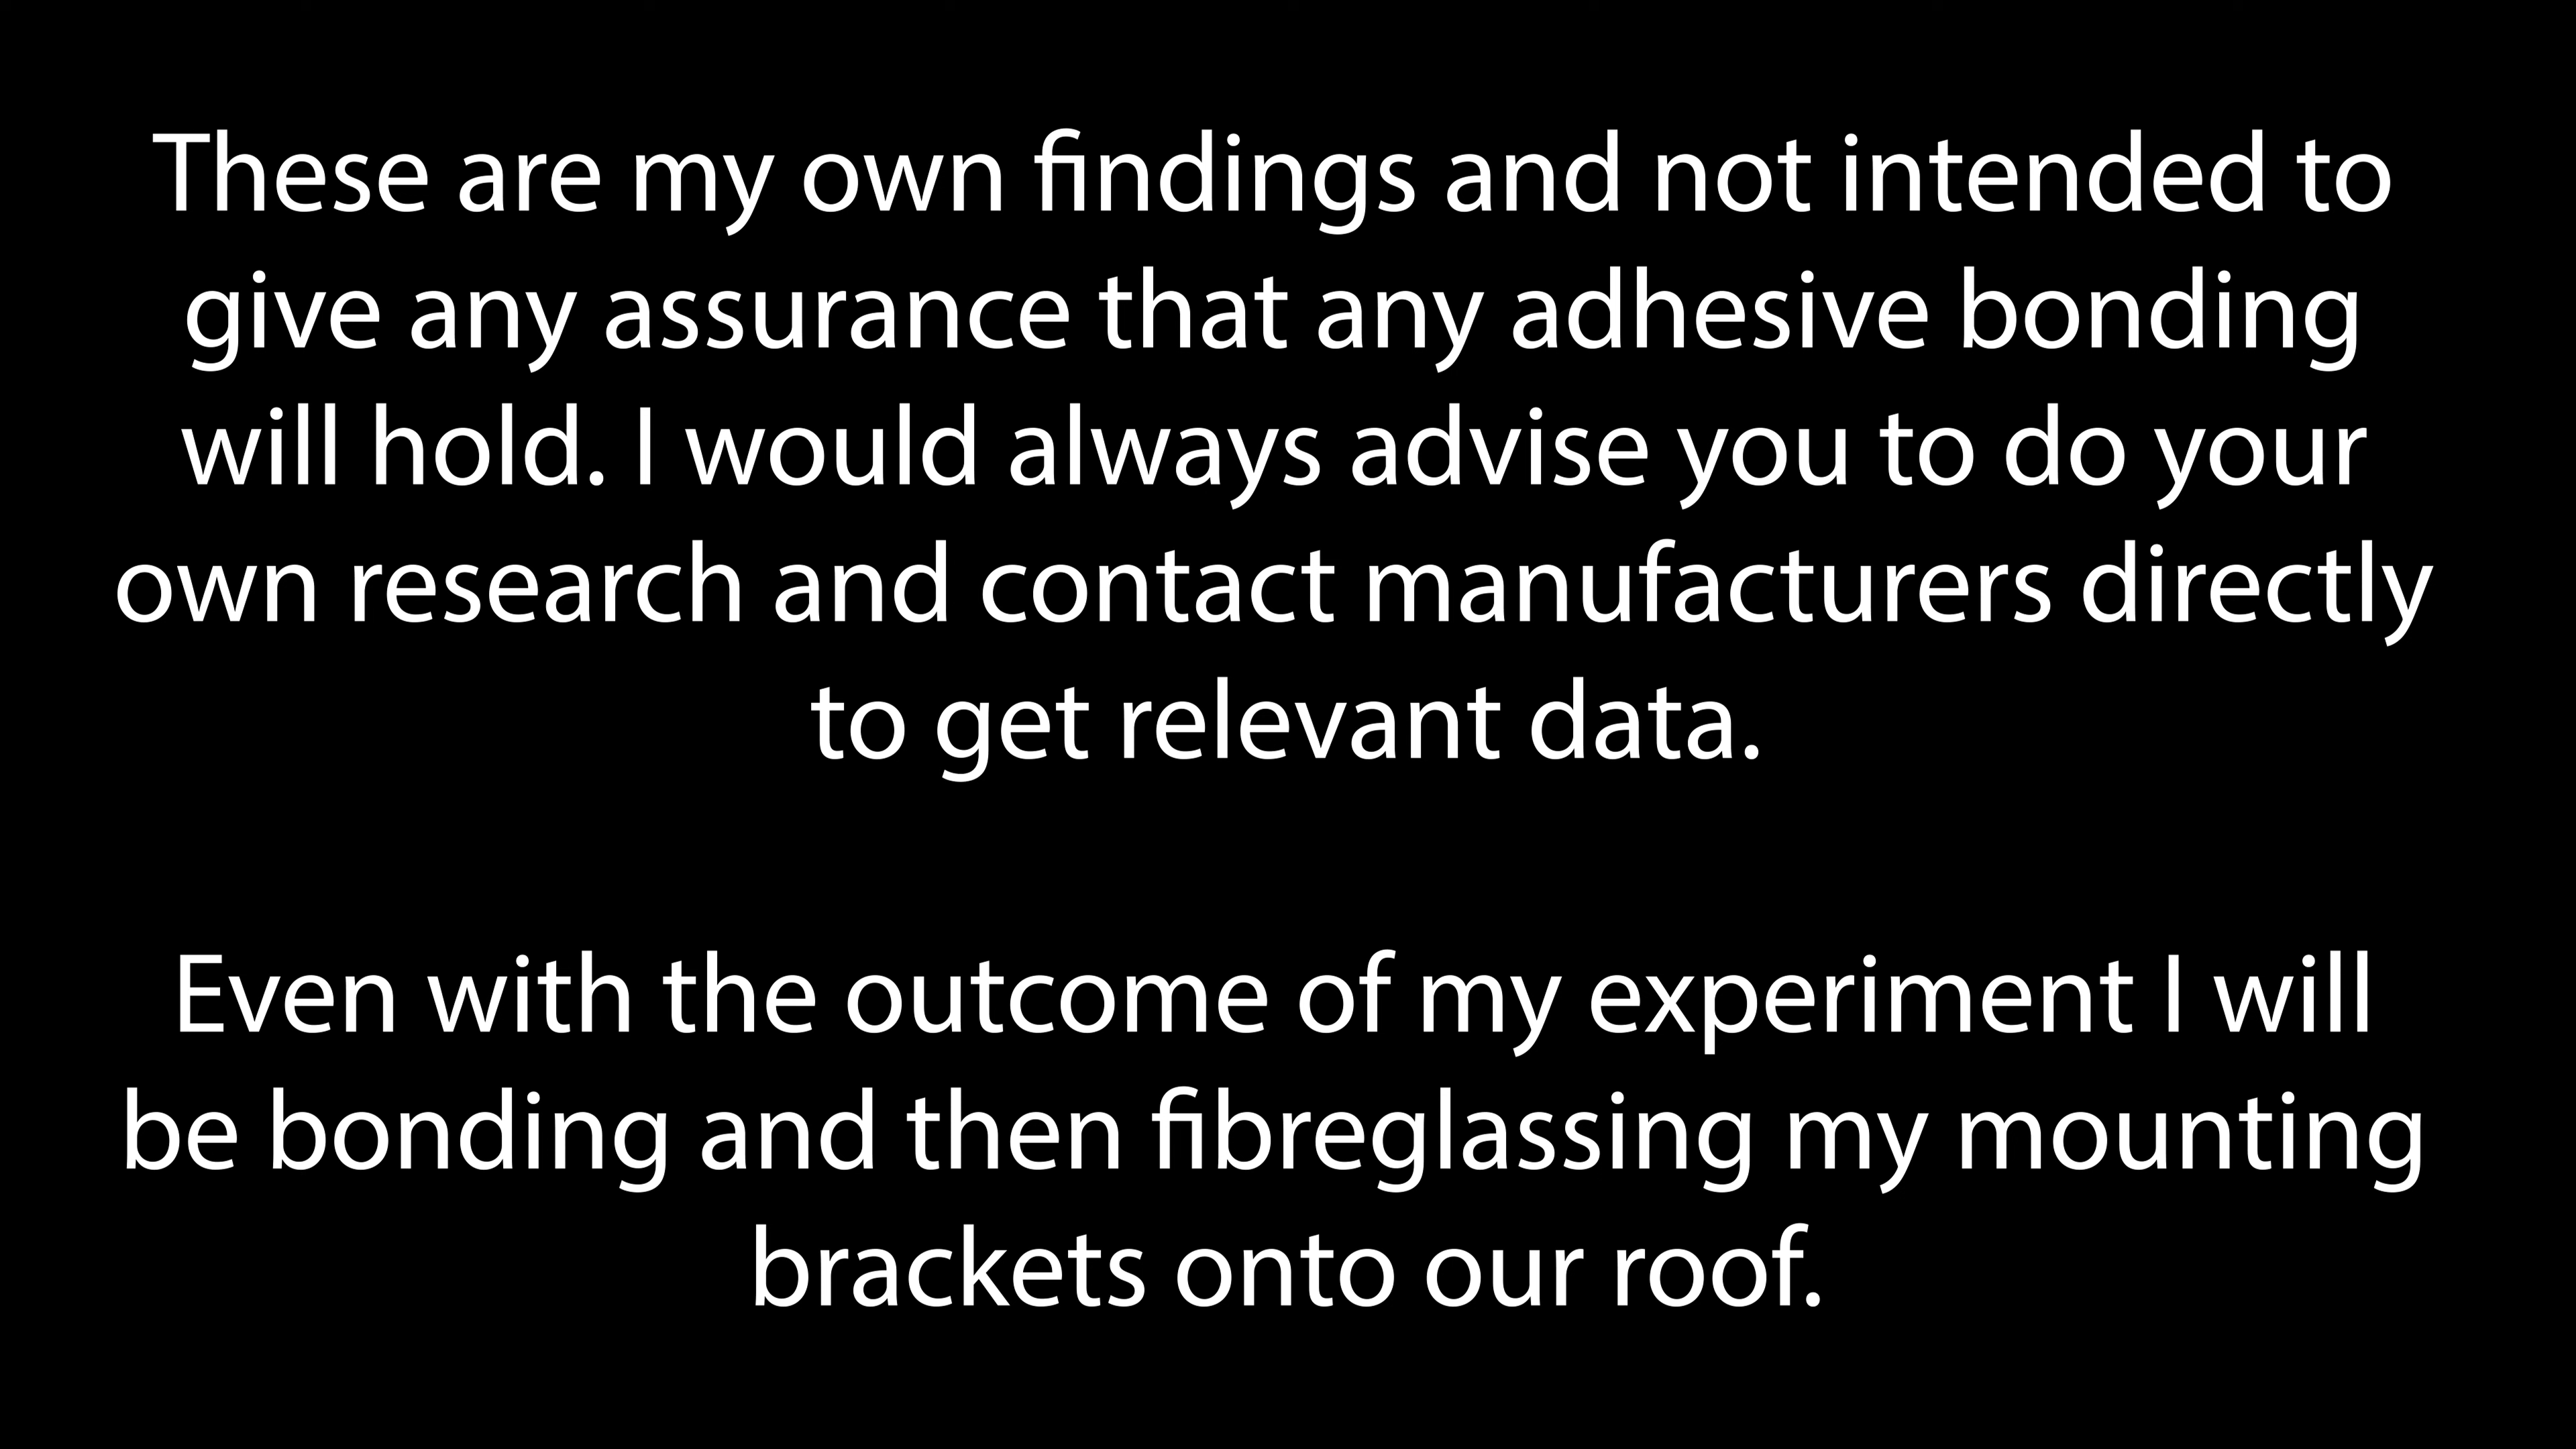 These are my own findings and not intended to
give any assurance that any adhesive bonding
will hold. I would always advise you to do your
own research and contact manufacturers directly
to get relevant data.
Even with the outcome of my experiment I will
be bonding and then fibreglassing my mounting
brackets onto our roof.